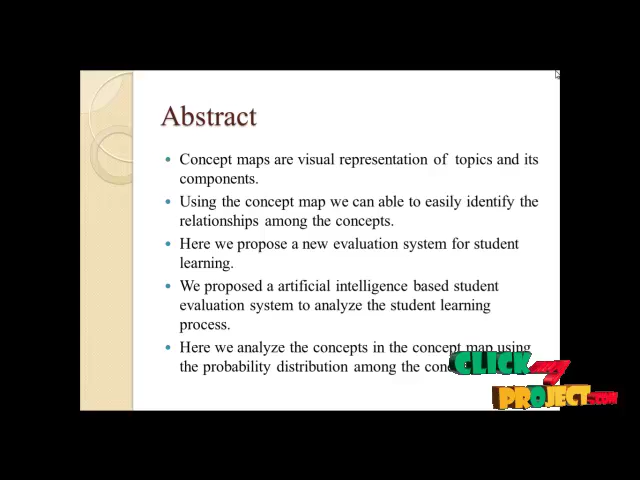 Abstract
Concept maps are visual representation of topics and its
components.
Using the concept map we can able to easily identify the
relationships among the concepts.
Here we propose a new evaluation system for student
learning.
We proposed a artificial intelligence based student
evaluation system to analyze the student learning
process.
Here we analyze the concepts in the concept map using
the probability distribution among the
CLICK my
PROJECT.COM